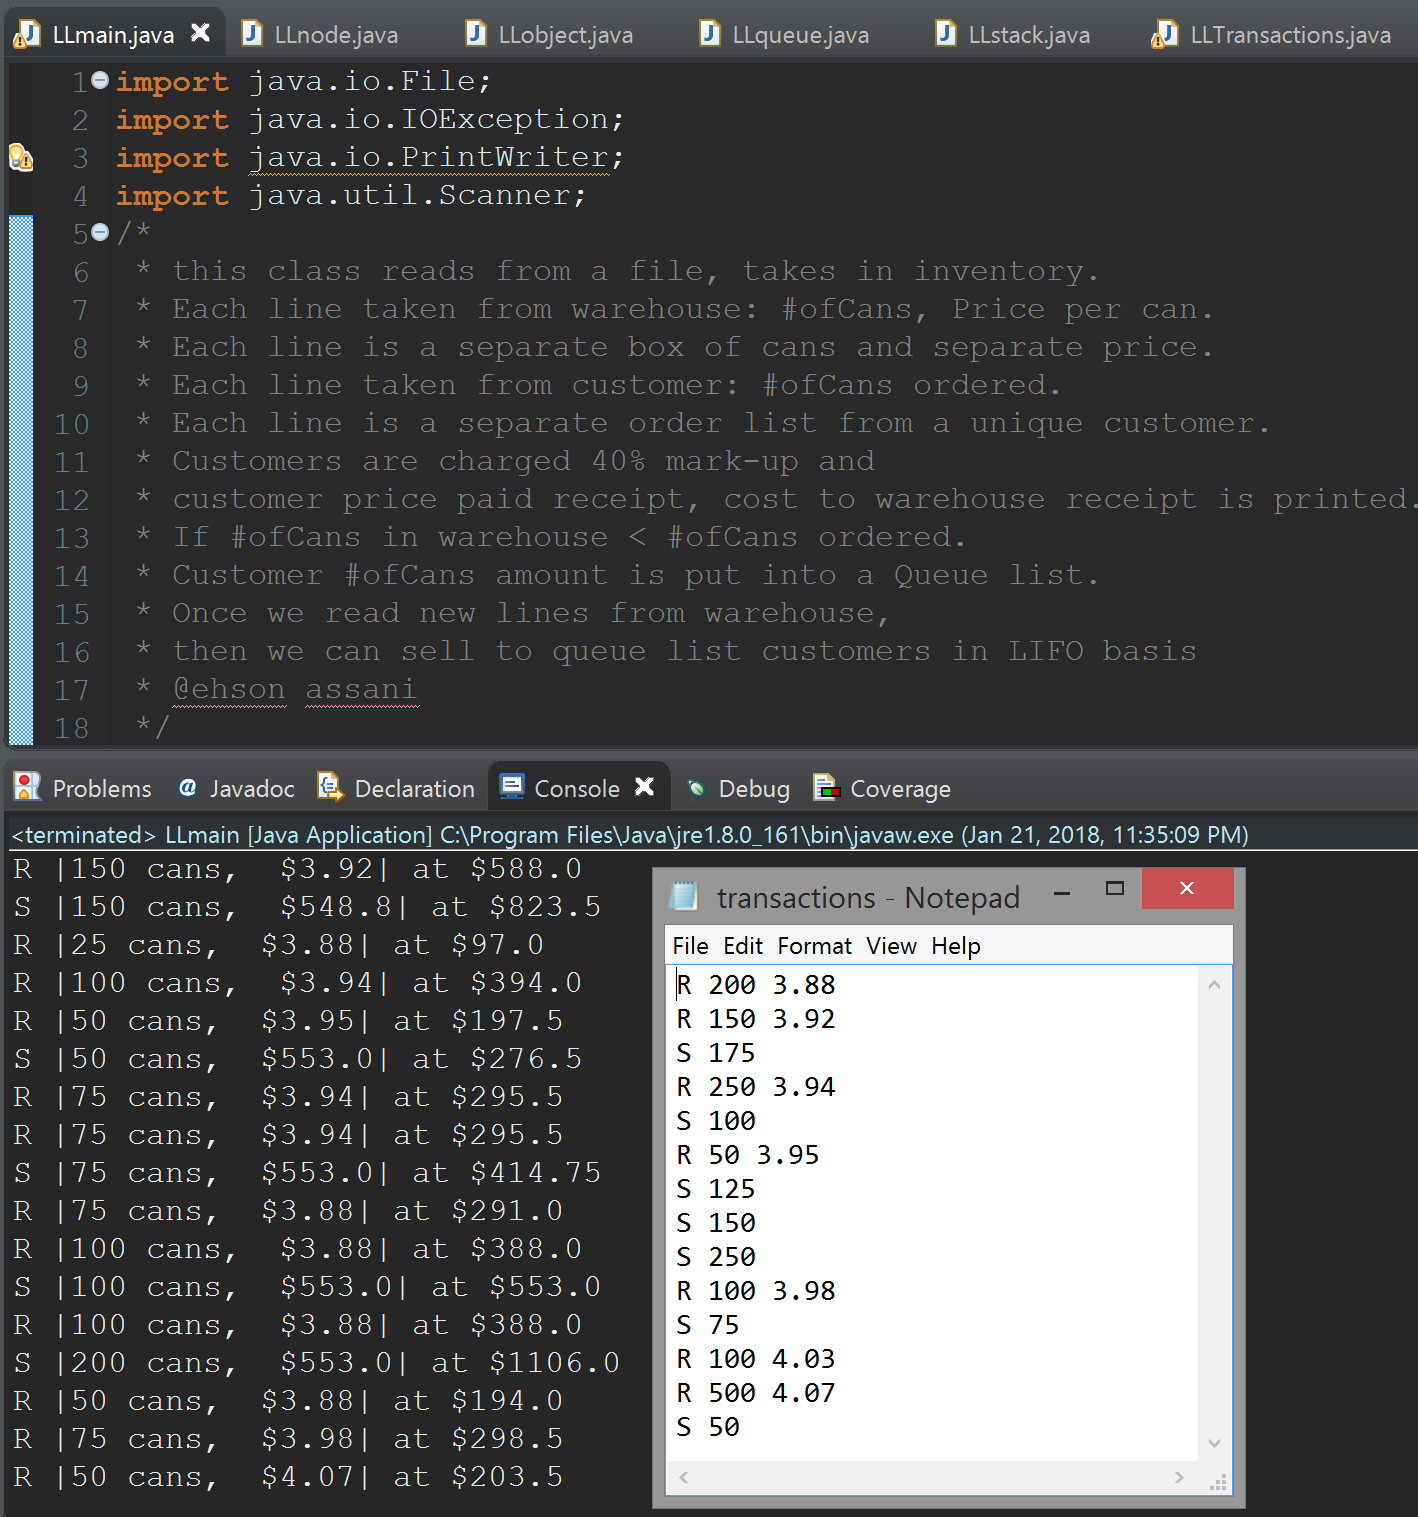 LLmain.java LLnode.java LLobject.java LLqueue.java LLstack.java LLTransactions.java
1 import java.io.File;
2 import java.io.IOException;
3 import java.io.PrintWriter;
4 import java.util.Scanner;
5 /*
6 * this class reads from a file, takes in inventory.
7 * Each line taken from warehouse: #ofCans, Price per can.
8 * Each line is a separate box of cans and separate price.
9 * Each line taken from customer: #ofCans ordered.
10 * Each line is a separate order list from a unique customer.
11 * Customers are charged 40% mark-up and
12 * customer price paid receipt, cost to warehouse receipt is printed.
13 * If #ofCans in warehouse < #ofCans ordered.
14 * Customer #ofCans amount is put into a Queue list.
15 * Once we read new lines from warehouse,
16 * then we can sell to queue list customers in LIFO basis
17 * @ehson assani
18 */
Problems @ Javadoc Declaration Console Debug Coverage
<terminated> LLmain [Java Application] C:\Program Files\Java\jre1.8.0_161\bin\javaw.exe (Jan 21, 2018, 11:35:09 PM)
R |150 cans,  $3.92| at $588.0
S |150 cans,  $548.8| at $823.5
R |25 cans,  $3.88| at $97.0
R |100 cans,  $3.94| at $394.0
R |50 cans,  $3.95| at $197.5
S |50 cans,  $553.0| at $276.5
R |75 cans,  $3.94| at $295.5
R |75 cans,  $3.94| at $295.5
S |75 cans,  $553.0| at $414.75
R |75 cans,  $3.88| at $291.0
R |100 cans,  $3.88| at $388.0
S |100 cans,  $553.0| at $553.0
R |100 cans,  $3.88| at $388.0
S |200 cans,  $553.0| at $1106.0
R |50 cans,  $3.88| at $194.0
R |75 cans,  $3.98| at $298.5
R |50 cans,  $4.07| at $203.5
transactions - Notepad
File Edit Format View Help
R 200 3.88
R 150 3.92
S 175
R 250 3.94
S 100
R 50 3.95
S 125
S 150
S 250
R 100 3.98
S 75
R 100 4.03
R 500 4.07
S 50